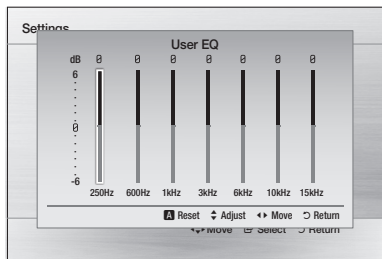 Settings
User EQ
dB 0 0 0 0 0 0 0
6
0
-6
250Hz 600Hz 1kHz 3kHz 6kHz 10kHz 15kHz
A Reset Adjust Move Return
Move Select Return